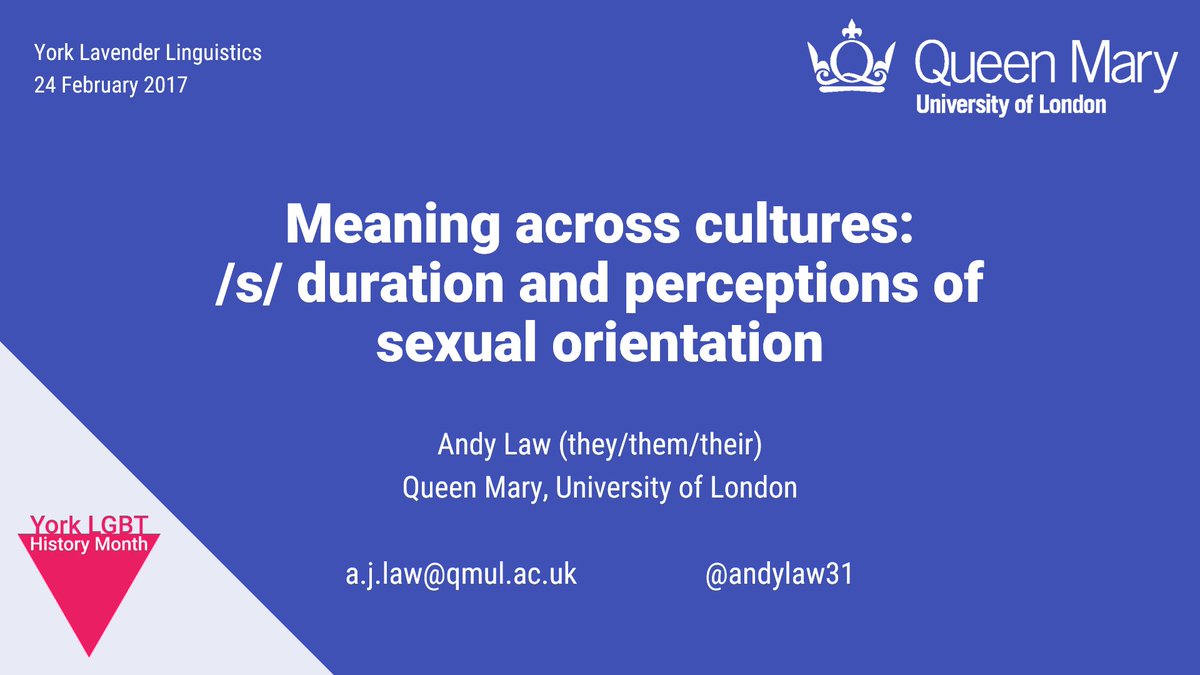 York Lavender Linguistics
24 February 2017
Queen Mary
University of London
Meaning across cultures:
/s/ duration and perceptions of
sexual orientation
Andy Law (they/them/their)
Queen Mary, University of London
a.j.law@qmul.ac.uk
@andylaw31
York LGBT
History Month